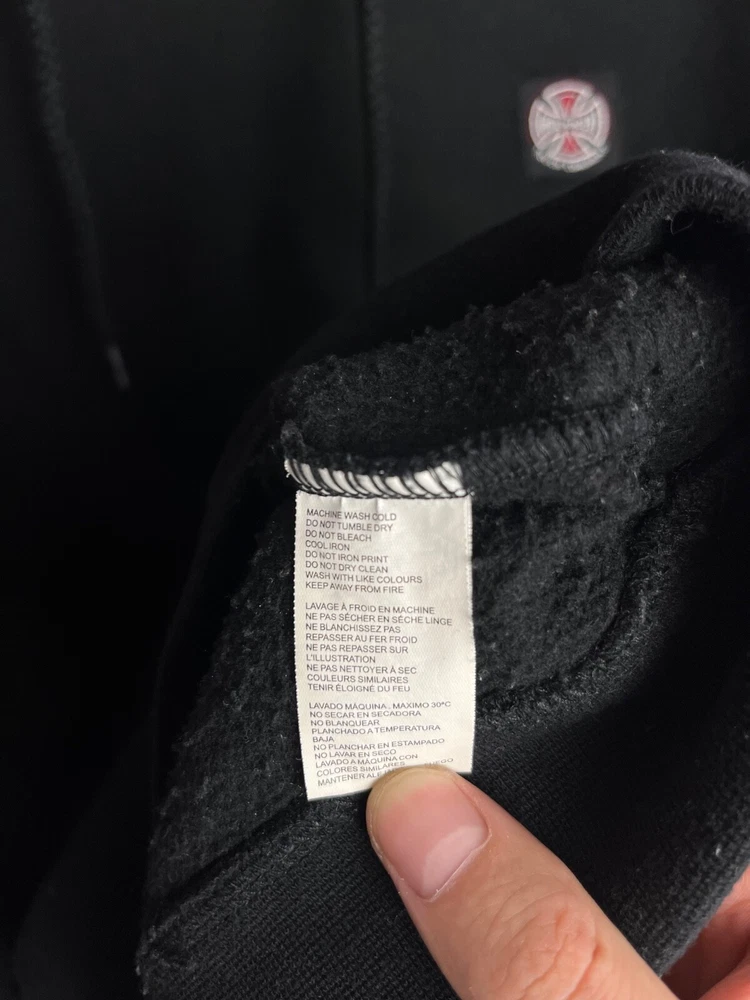 MACHINE WASH COLD
DO NOT TUMBLE DRY
DO NOT BLEACH
COOL IRON
DO NOT IRON PRINT
DO NOT DRY CLEAN
WASH WITH LIKE COLOURS
KEEP AWAY FROM FIRE
LAVAGE À FROID EN MACHINE
NE PAS SÉCHER EN SÈCHE LINGE
NE BLANCHISSEZ PAS
REPASSER AU FER FROID
NE PAS REPASSER SUR
L'ILLUSTRATION
NE PAS NETTOYER À SEC
COULEURS SIMILAIRES
TENIR ÉLOIGNÉ DU FEU
LAVADO MÁQUINA . MAXIMO 30ºC
NO SECAR EN SECADORA
NO BLANQUEAR
PLANCHADO A TEMPERATURA
BAJA
NO PLANCHAR EN ESTAMPADO
NO LAVAR EN SECO
LAVADO A MÁQUINA CON
COLORES SIMILARES
MANTENER